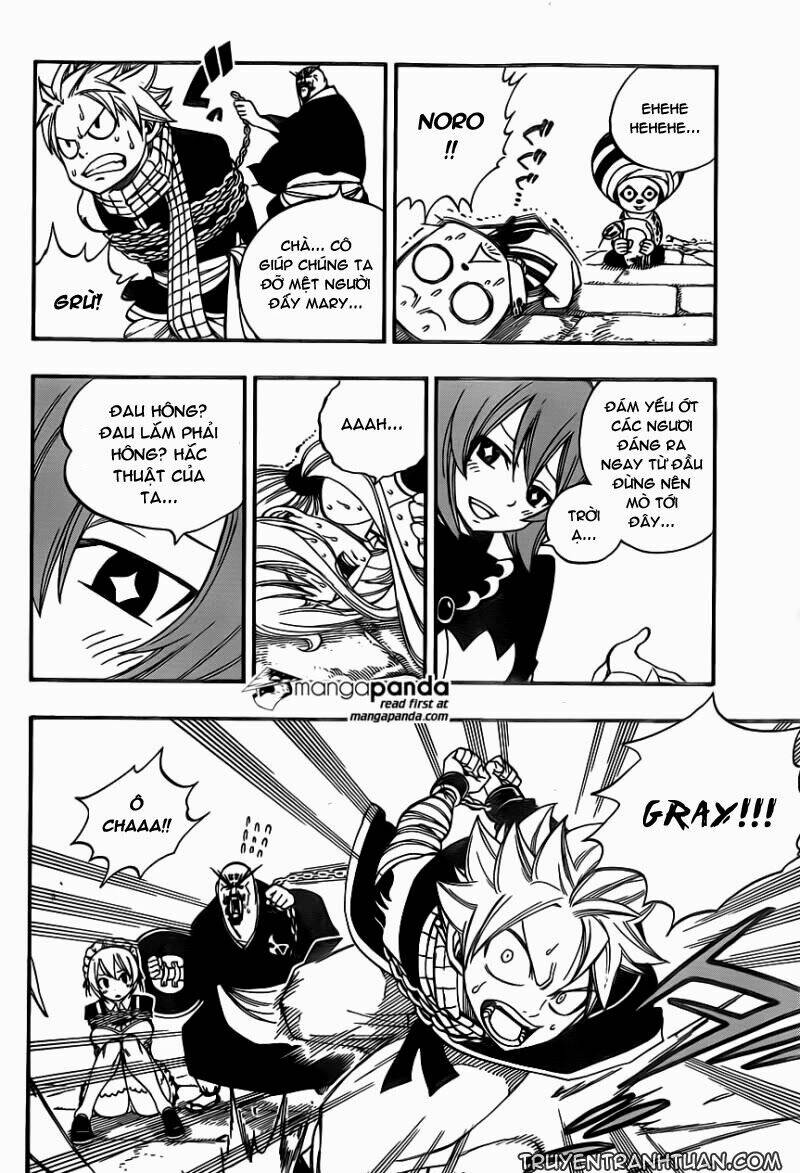 EHEHE
HEHEHE...
NORO
!!
CHÀ... CÔ
GIÚP CHÚNG TA
ĐỠ MỆT NGƯỜI
ĐẤY MARY...
GRỪ!
ĐÁM YẾU ỚT
CÁC NGƯƠI
ĐÁNG RA
NGAY TỪ ĐẦU
ĐỪNG NÊN
MÒ TỚI
ĐÂY...
TRỜI
Ạ...
AAAH...
ĐAU HÔNG?
ĐAU LẮM PHẢI
HÔNG? HẮC
THUẬT CỦA
TA...
mangapanda
read first at
mangapanda.com
GRAY!!!
Ô
CHAAA!!
TRUYENTRANHTUAN.COM